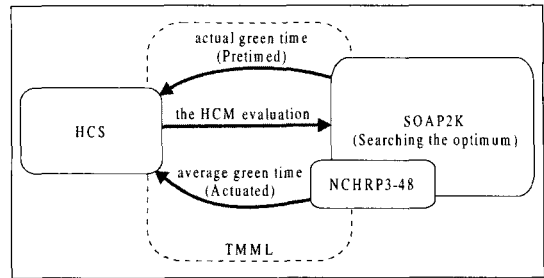 actual green time
(Pretimed)
HCS
the HCM evaluation
SOAP2K
(Searching the optimum)
average green time
(Actuated)
NCHRP3-48
TMML